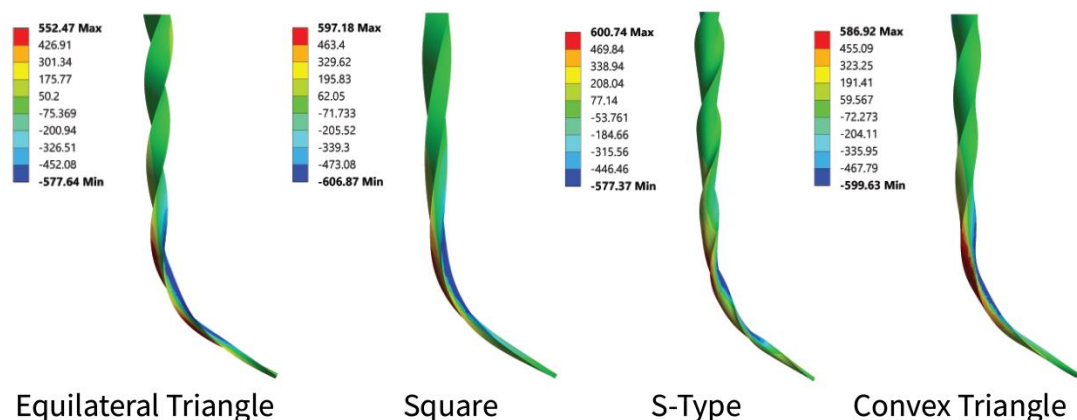 552.47 Max
426.91
301.34
175.77
50.2
-75.369
-200.94
-326.51
-452.08
-577.64 Min
597.18 Max
463.4
329.62
195.83
62.05
-71.733
-205.52
-339.3
-473.08
-606.87 Min
600.74 Max
469.84
338.94
208.04
77.14
-53.761
-184.66
-315.56
-446.46
-577.37 Min
586.92 Max
455.09
323.25
191.41
59.567
-72.273
-204.11
-335.95
-467.79
-599.63 Min
Equilateral Triangle
Square
S-Type
Convex Triangle